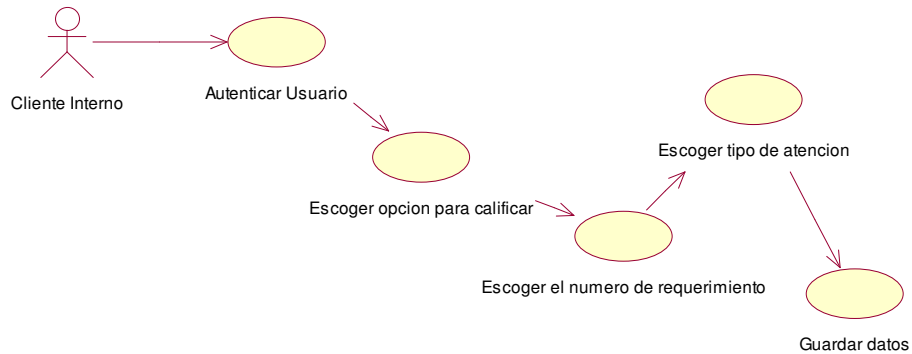 Cliente Interno
Autenticar Usuario
Escoger opcion para calificar
Escoger el numero de requerimiento
Escoger tipo de atencion
Guardar datos